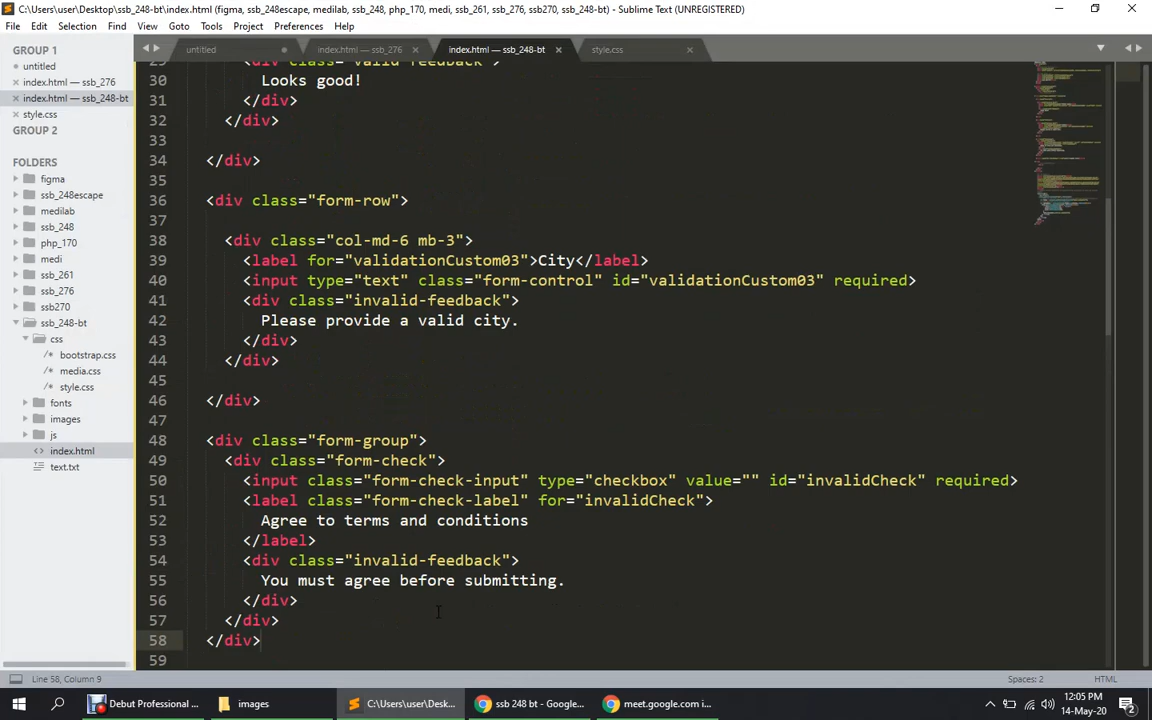 C:\Users\user\Desktop\ssb_248-bt\index.html (figma, ssb_248escape, medilab, ssb_248, php_170, medi, ssb_261, ssb_276, ssb270, ssb_248-bt) - Sublime Text (UNREGISTERED)
File Edit Selection Find View Goto Tools Project Preferences Help
GROUP 1
untitled
index.html — ssb_276
index.html — ssb_248-bt
style.css
GROUP 2
FOLDERS
figma
ssb_248escape
medilab
ssb_248
php_170
medi
ssb_261
ssb_276
ssb270
ssb_248-bt
css
/* bootstrap.css
/* media.css
/* style.css
fonts
images
js
<> index.html
text.txt
untitled index.html — ssb_276 index.html — ssb_248-bt style.css
29 <div class="valid-feedback">
30 Looks good!
31 </div>
32 </div>
33
34 </div>
35
36 <div class="form-row">
37
38 <div class="col-md-6 mb-3">
39 <label for="validationCustom03">City</label>
40 <input type="text" class="form-control" id="validationCustom03" required>
41 <div class="invalid-feedback">
42 Please provide a valid city.
43 </div>
44 </div>
45
46 </div>
47
48 <div class="form-group">
49 <div class="form-check">
50 <input class="form-check-input" type="checkbox" value="" id="invalidCheck" required>
51 <label class="form-check-label" for="invalidCheck">
52 Agree to terms and conditions
53 </label>
54 <div class="invalid-feedback">
55 You must agree before submitting.
56 </div>
57 </div>
58 </div>
59
Line 58, Column 9 Spaces: 2 HTML
Debut Professional ... images C:\Users\user\Desk... ssb 248 bt - Google... meet.google.com i...
12:05 PM
14-May-20
2